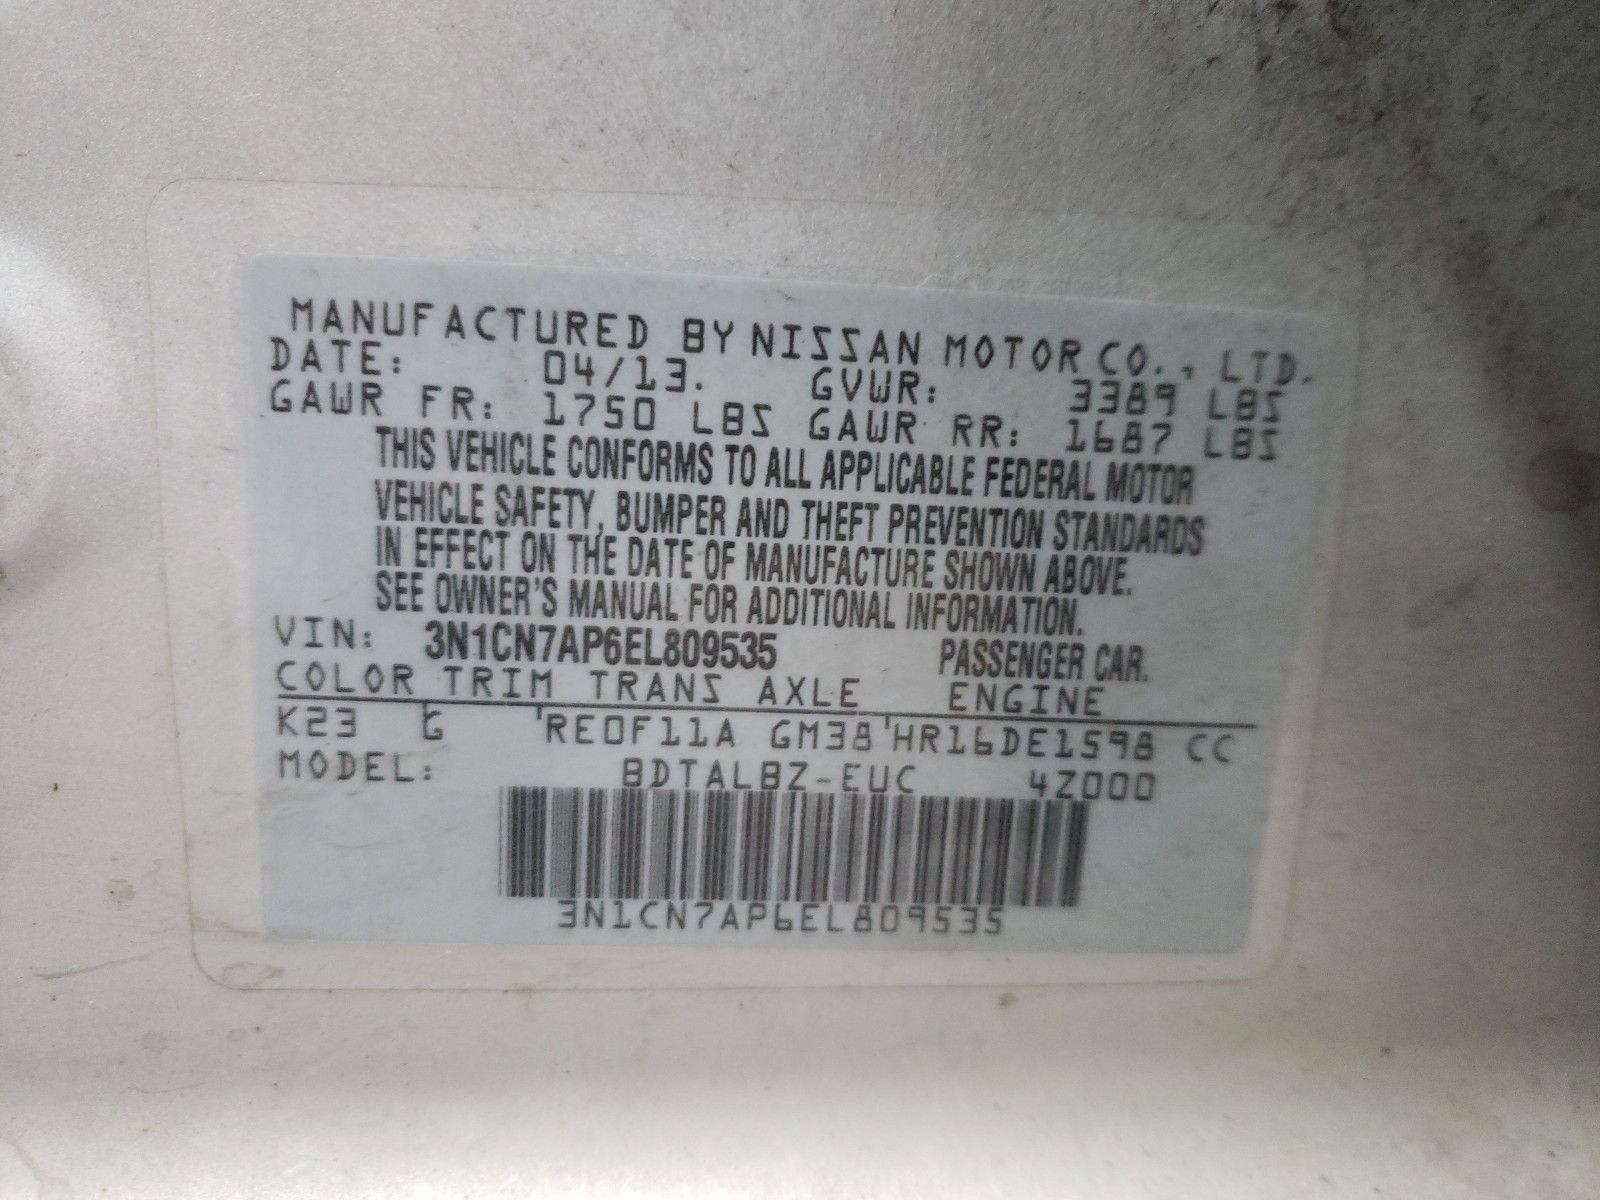 MANUFACTURED BY NISSAN MOTOR CO., LTD.
DATE: 04/13. GVWR: 3389 LBS
GAWR FR: 1750 LBS GAWR RR: 1687 LBS
THIS VEHICLE CONFORMS TO ALL APPLICABLE FEDERAL MOTOR
VEHICLE SAFETY, BUMPER AND THEFT PREVENTION STANDARDS
IN EFFECT ON THE DATE OF MANUFACTURE SHOWN ABOVE.
SEE OWNER'S MANUAL FOR ADDITIONAL INFORMATION.
VIN: 3N1CN7AP6EL809535 PASSENGER CAR.
COLOR TRIM TRANS AXLE ENGINE
K23 G RE0F11A GM38 HR16DE1598 CC
MODEL: BDTALBZ-EUC 4Z000
3N1CN7AP6EL809535